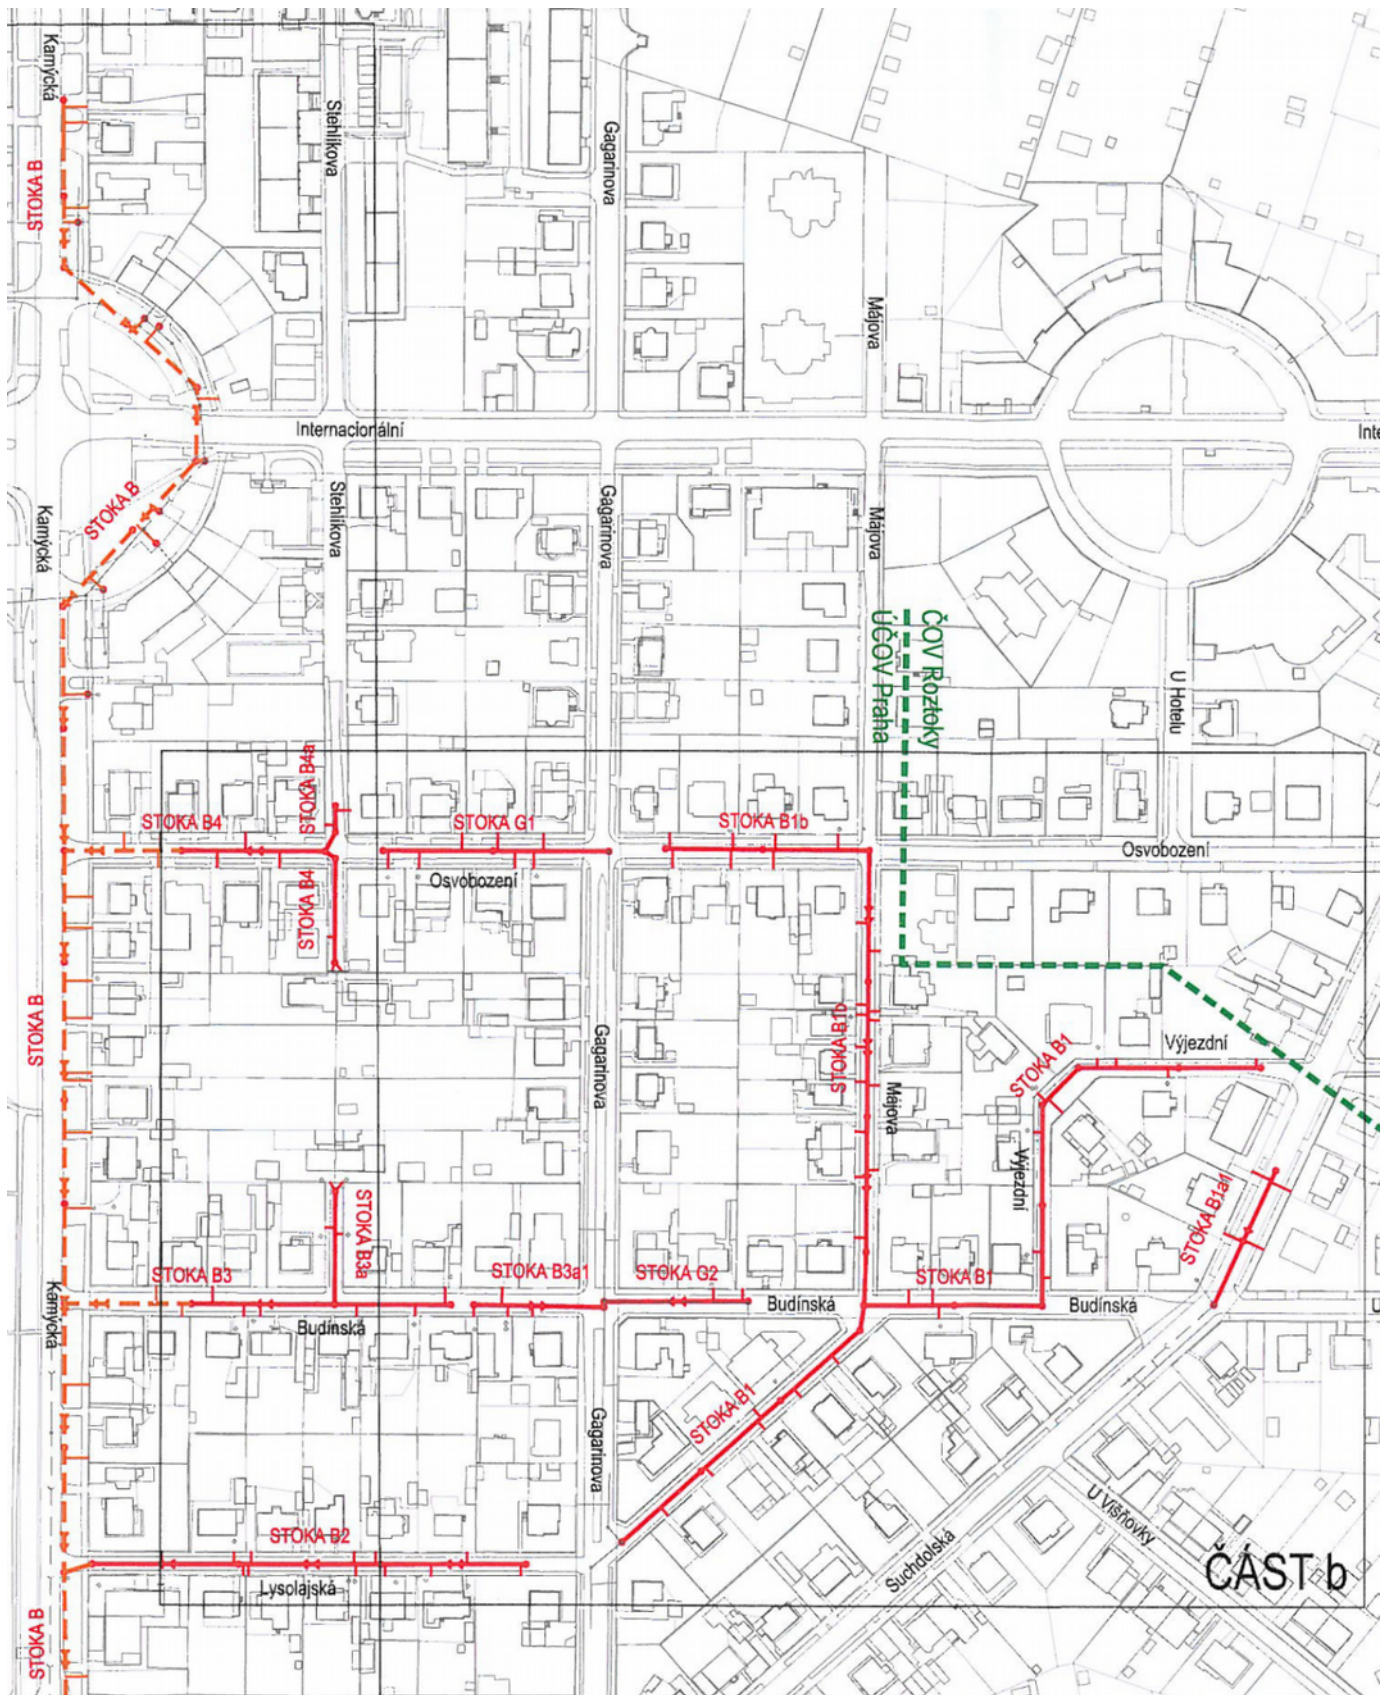 Kamýcká
Stehlíkova
Gagarinova
STOKA B
Májova
Internacionální
Inte
STOKA B
Kamýcká
Stehlíkova
Gagarinova
Májova
ČOV Roztoky
ÚČOV Praha
U Hotelu
STOKA B4a
STOKA B4
STOKA G1
STOKA B1b
Osvobození
Osvobození
STOKA B4
STOKA B
Gagarinova
STOKA B1b
Májova
STOKA B1
Výjezdní
Výjezdní
STOKA B1a1
STOKA B3a
STOKA B3
STOKA B3a1
STOKA G2
STOKA B1
Budínská
Budínská
U
Kamýcká
Budínská
STOKA B1
Gagarinova
STOKA B2
Lysolajská
Suchdolská
U Višňovky
ČÁST b
STOKA B